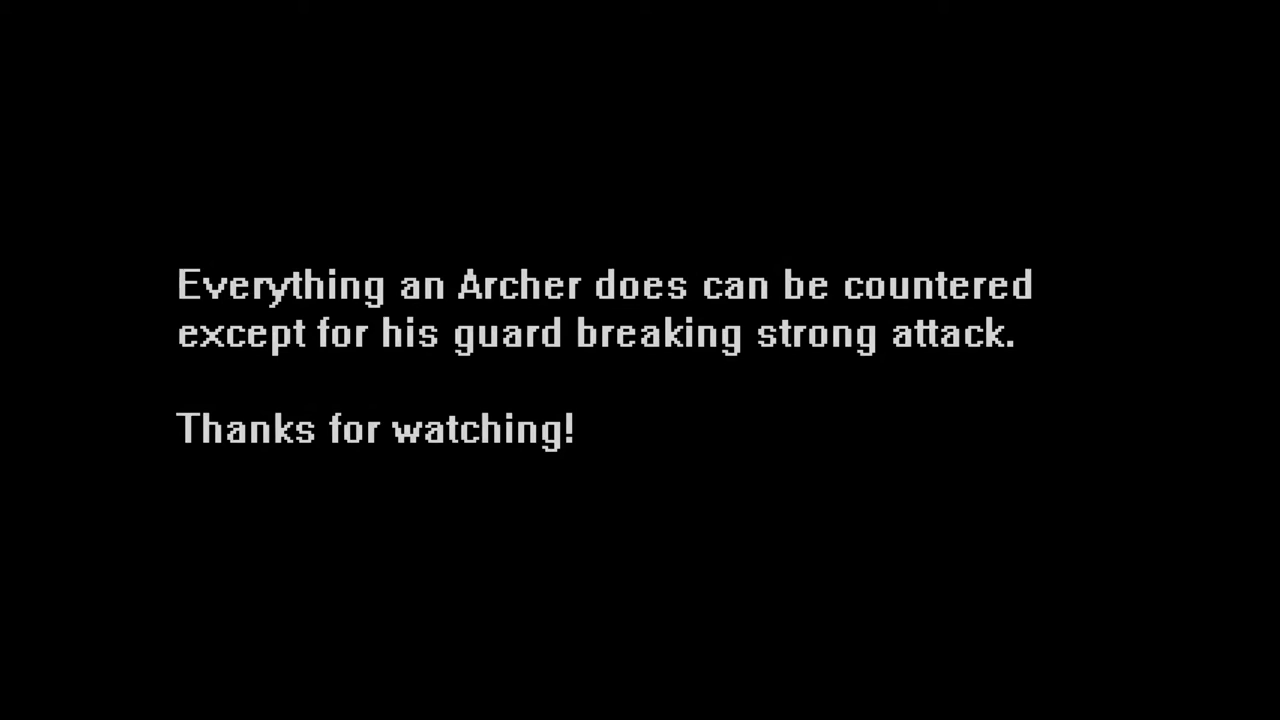 Everything an Archer does can be countered
except for his guard breaking strong attack.
Thanks for watching!